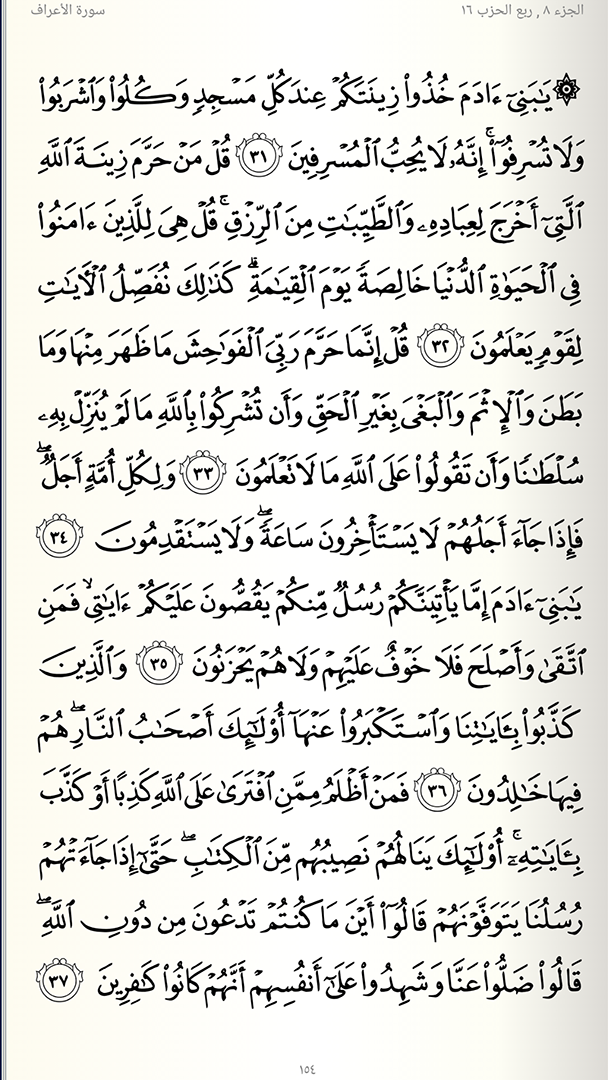 سورة الأعراف
الجزء ٨ , ربع الحزب ١٦
۞ يَـٰبَنِىٓ ءَادَمَ خُذُوا۟ زِينَتَكُمْ عِندَ كُلِّ مَسْجِدٍ وَكُلُوا۟ وَٱشْرَبُوا۟
وَلَا تُسْرِفُوٓا۟ ۚ إِنَّهُۥ لَا يُحِبُّ ٱلْمُسْرِفِينَ ٣١ قُلْ مَنْ حَرَّمَ زِينَةَ ٱللَّهِ
ٱلَّتِىٓ أَخْرَجَ لِعِبَادِهِۦ وَٱلطَّيِّبَـٰتِ مِنَ ٱلرِّزْقِ ۚ قُلْ هِىَ لِلَّذِينَ ءَامَنُوا۟
فِى ٱلْحَيَوٰةِ ٱلدُّنْيَا خَالِصَةً يَوْمَ ٱلْقِيَـٰمَةِ ۗ كَذَٰلِكَ نُفَصِّلُ ٱلْـَٔايَـٰتِ
لِقَوْمٍ يَعْلَمُونَ ٣٢ قُلْ إِنَّمَا حَرَّمَ رَبِّىَ ٱلْفَوَٰحِشَ مَا ظَهَرَ مِنْهَا وَمَا
بَطَنَ وَٱلْإِثْمَ وَٱلْبَغْىَ بِغَيْرِ ٱلْحَقِّ وَأَن تُشْرِكُوا۟ بِٱللَّهِ مَا لَمْ يُنَزِّلْ بِهِۦ
سُلْطَـٰنًا وَأَن تَقُولُوا۟ عَلَى ٱللَّهِ مَا لَا تَعْلَمُونَ ٣٣ وَلِكُلِّ أُمَّةٍ أَجَلٌ ۖ
فَإِذَا جَآءَ أَجَلُهُمْ لَا يَسْتَأْخِرُونَ سَاعَةً ۖ وَلَا يَسْتَقْدِمُونَ ٣٤
يَـٰبَنِىٓ ءَادَمَ إِمَّا يَأْتِيَنَّكُمْ رُسُلٌ مِّنكُمْ يَقُصُّونَ عَلَيْكُمْ ءَايَـٰتِى ۙ فَمَنِ
ٱتَّقَىٰ وَأَصْلَحَ فَلَا خَوْفٌ عَلَيْهِمْ وَلَا هُمْ يَحْزَنُونَ ٣٥ وَٱلَّذِينَ
كَذَّبُوا۟ بِـَٔايَـٰتِنَا وَٱسْتَكْبَرُوا۟ عَنْهَآ أُو۟لَـٰٓئِكَ أَصْحَـٰبُ ٱلنَّارِ ۖ هُمْ
فِيهَا خَـٰلِدُونَ ٣٦ فَمَنْ أَظْلَمُ مِمَّنِ ٱفْتَرَىٰ عَلَى ٱللَّهِ كَذِبًا أَوْ كَذَّبَ
بِـَٔايَـٰتِهِۦٓ ۚ أُو۟لَـٰٓئِكَ يَنَالُهُمْ نَصِيبُهُم مِّنَ ٱلْكِتَـٰبِ ۖ حَتَّىٰٓ إِذَا جَآءَتْهُمْ
رُسُلُنَا يَتَوَفَّوْنَهُمْ قَالُوٓا۟ أَيْنَ مَا كُنتُمْ تَدْعُونَ مِن دُونِ ٱللَّهِ ۖ
قَالُوا۟ ضَلُّوا۟ عَنَّا وَشَهِدُوا۟ عَلَىٰٓ أَنفُسِهِمْ أَنَّهُمْ كَانُوا۟ كَـٰفِرِينَ ٣٧
١٥٤